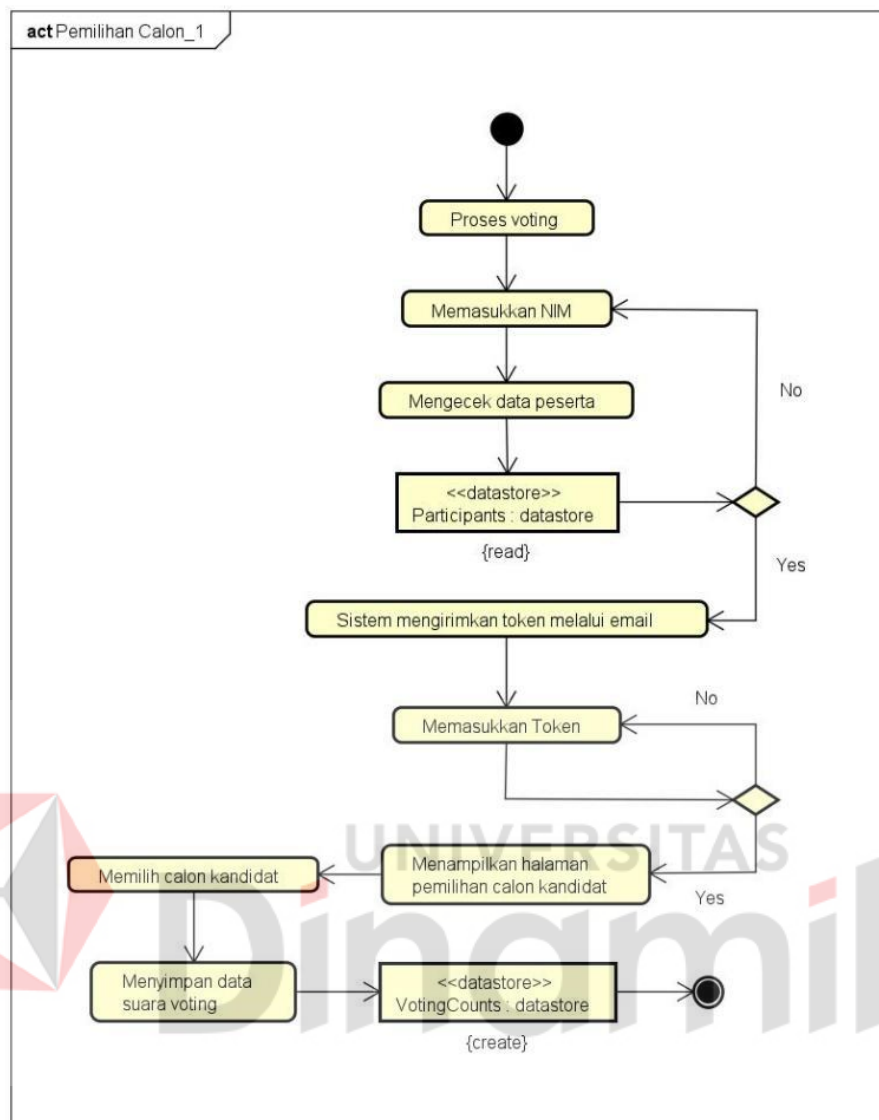 act Pemilihan Calon_1
Proses voting
Memasukkan NIM
No
Mengecek data peserta
<<datastore>>
Participants : datastore
{read}
Yes
Sistem mengirimkan token melalui email
No
Memasukkan Token
UNIVERSITAS
Menampilkan halaman
pemilihan calon kandidat
Memilih calon kandidat
Yes
Dinamik
Menyimpan data
suara voting
<<datastore>>
VotingCounts : datastore
{create}